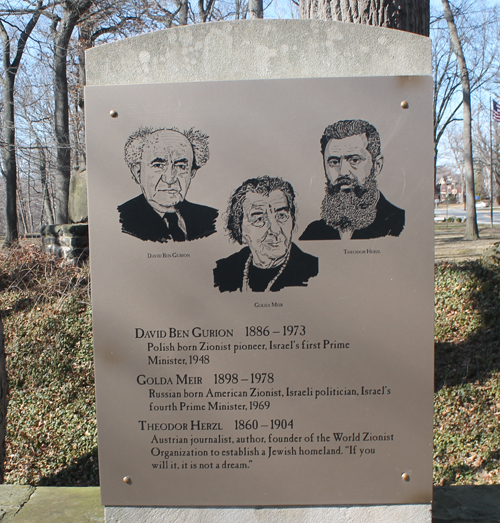 DAVID BEN GURION
GOLDA MEIR
THEODOR HERZL
DAVID BEN GURION 1886 – 1973
Polish born Zionist pioneer, Israel's first Prime
Minister, 1948
GOLDA MEIR 1898 – 1978
Russian born American Zionist, Israeli politician, Israel's
fourth Prime Minister, 1969
THEODOR HERZL 1860 – 1904
Austrian journalist, author, founder of the World Zionist
Organization to establish a Jewish homeland. "If you
will it, it is not a dream."